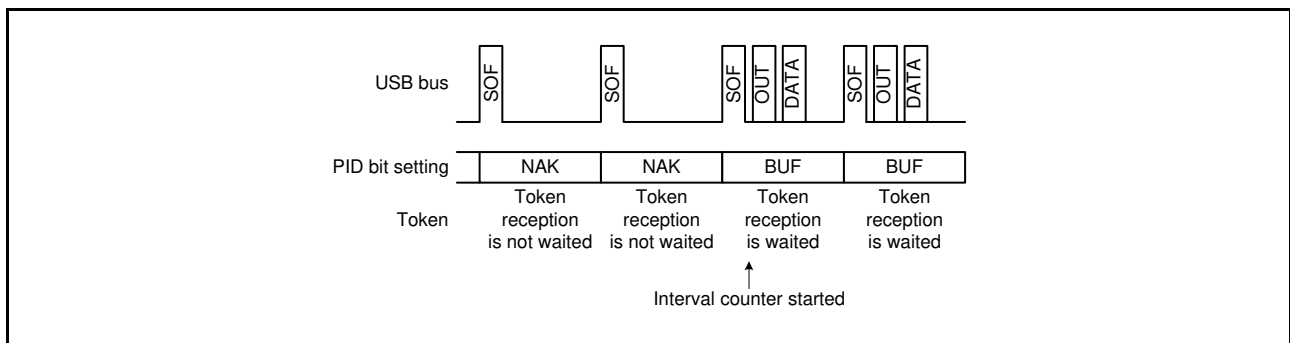 USB bus
SOF
SOF
SOF
OUT
DATA
SOF
OUT
DATA
PID bit setting
NAK
NAK
BUF
BUF
Token
Token
reception
is not waited
Token
reception
is not waited
Token
reception
is waited
Token
reception
is waited
Interval counter started